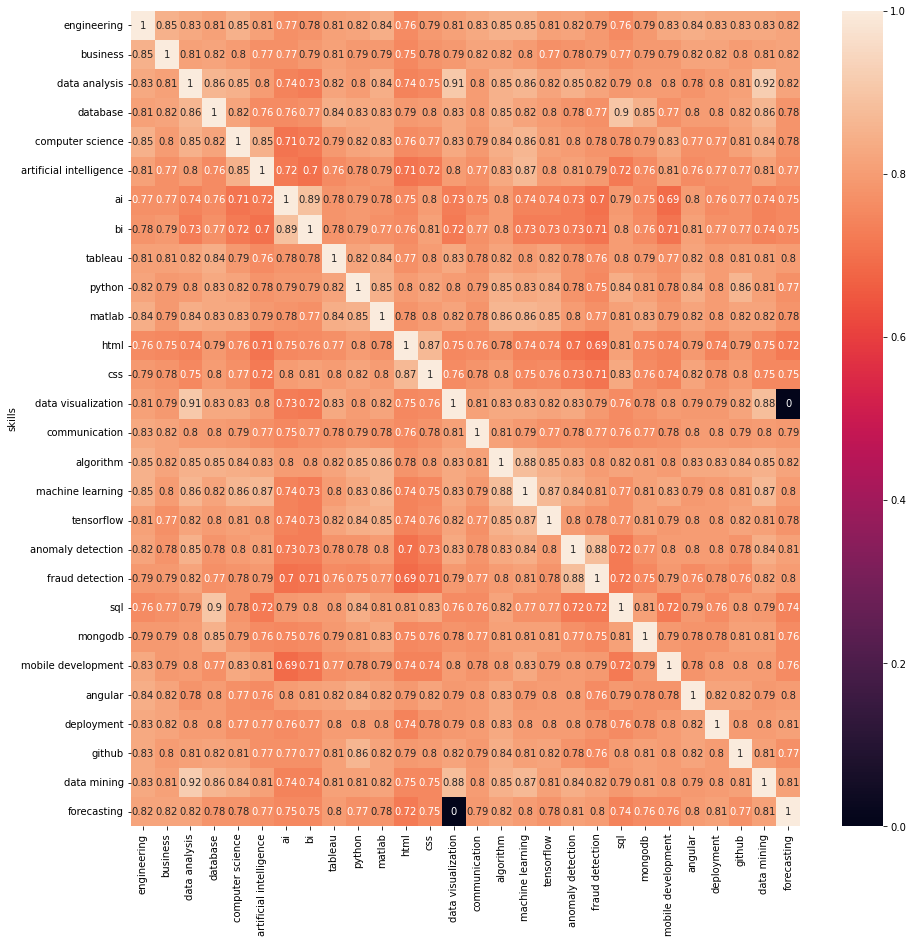 engineering 1 0.85 0.83 0.81 0.85 0.81 0.77 0.78 0.81 0.82 0.84 0.76 0.79 0.81 0.83 0.85 0.85 0.81 0.82 0.79 0.76 0.79 0.83 0.84 0.83 0.83 0.83 0.82
business 0.85 1 0.81 0.82 0.8 0.77 0.77 0.79 0.81 0.79 0.79 0.75 0.78 0.79 0.82 0.82 0.8 0.77 0.78 0.79 0.77 0.79 0.79 0.82 0.82 0.8 0.81 0.82
data analysis 0.83 0.81 1 0.86 0.85 0.8 0.74 0.73 0.82 0.8 0.84 0.74 0.75 0.91 0.8 0.85 0.86 0.82 0.85 0.82 0.79 0.8 0.8 0.78 0.8 0.81 0.92 0.82
database 0.81 0.82 0.86 1 0.82 0.76 0.76 0.77 0.84 0.83 0.83 0.79 0.8 0.83 0.8 0.85 0.82 0.8 0.78 0.77 0.9 0.85 0.77 0.8 0.8 0.82 0.86 0.78
computer science 0.85 0.8 0.85 0.82 1 0.85 0.71 0.72 0.79 0.82 0.83 0.76 0.77 0.83 0.79 0.84 0.86 0.81 0.8 0.78 0.78 0.79 0.83 0.77 0.77 0.81 0.84 0.78
artificial intelligence 0.81 0.77 0.8 0.76 0.85 1 0.72 0.7 0.76 0.78 0.79 0.71 0.72 0.8 0.77 0.83 0.87 0.8 0.81 0.79 0.72 0.76 0.81 0.76 0.77 0.77 0.81 0.77
ai 0.77 0.77 0.74 0.76 0.71 0.72 1 0.89 0.78 0.79 0.78 0.75 0.8 0.73 0.75 0.8 0.74 0.74 0.73 0.7 0.79 0.75 0.69 0.8 0.76 0.77 0.74 0.75
bi 0.78 0.79 0.73 0.77 0.72 0.7 0.89 1 0.78 0.79 0.77 0.76 0.81 0.72 0.77 0.8 0.73 0.73 0.73 0.71 0.8 0.76 0.71 0.81 0.77 0.77 0.74 0.75
tableau 0.81 0.81 0.82 0.84 0.79 0.76 0.78 0.78 1 0.82 0.84 0.77 0.8 0.83 0.78 0.82 0.8 0.82 0.78 0.76 0.8 0.79 0.77 0.82 0.8 0.81 0.81 0.8
python 0.82 0.79 0.8 0.83 0.82 0.78 0.79 0.79 0.82 1 0.85 0.8 0.82 0.8 0.79 0.85 0.83 0.84 0.78 0.75 0.84 0.81 0.78 0.84 0.8 0.86 0.81 0.77
matlab 0.84 0.79 0.84 0.83 0.83 0.79 0.78 0.77 0.84 0.85 1 0.78 0.8 0.82 0.78 0.86 0.86 0.85 0.8 0.77 0.81 0.83 0.79 0.82 0.8 0.82 0.82 0.78
html 0.76 0.75 0.74 0.79 0.76 0.71 0.75 0.76 0.77 0.8 0.78 1 0.87 0.75 0.76 0.78 0.74 0.74 0.7 0.69 0.81 0.75 0.74 0.79 0.74 0.79 0.75 0.72
css 0.79 0.78 0.75 0.8 0.77 0.72 0.8 0.81 0.8 0.82 0.8 0.87 1 0.76 0.78 0.8 0.75 0.76 0.73 0.71 0.83 0.76 0.74 0.82 0.78 0.8 0.75 0.75
data visualization 0.81 0.79 0.91 0.83 0.83 0.8 0.73 0.72 0.83 0.8 0.82 0.75 0.76 1 0.81 0.83 0.83 0.82 0.83 0.79 0.76 0.78 0.8 0.79 0.79 0.82 0.88 0
communication 0.83 0.82 0.8 0.8 0.79 0.77 0.75 0.77 0.78 0.79 0.78 0.76 0.78 0.81 1 0.81 0.79 0.77 0.78 0.77 0.76 0.77 0.78 0.8 0.8 0.79 0.8 0.79
algorithm 0.85 0.82 0.85 0.85 0.84 0.83 0.8 0.8 0.82 0.85 0.86 0.78 0.8 0.83 0.81 1 0.88 0.85 0.83 0.8 0.82 0.81 0.8 0.83 0.83 0.84 0.85 0.82
machine learning 0.85 0.8 0.86 0.82 0.86 0.87 0.74 0.73 0.8 0.83 0.86 0.74 0.75 0.83 0.79 0.88 1 0.87 0.84 0.81 0.77 0.81 0.83 0.79 0.8 0.81 0.87 0.8
tensorflow 0.81 0.77 0.82 0.8 0.81 0.8 0.74 0.73 0.82 0.84 0.85 0.74 0.76 0.82 0.77 0.85 0.87 1 0.8 0.78 0.77 0.81 0.79 0.8 0.8 0.82 0.81 0.78
anomaly detection 0.82 0.78 0.85 0.78 0.8 0.81 0.73 0.73 0.78 0.78 0.8 0.7 0.73 0.83 0.78 0.83 0.84 0.8 1 0.88 0.72 0.77 0.8 0.8 0.8 0.78 0.84 0.81
fraud detection 0.79 0.79 0.82 0.77 0.78 0.79 0.7 0.71 0.76 0.75 0.77 0.69 0.71 0.79 0.77 0.8 0.81 0.78 0.88 1 0.72 0.75 0.79 0.76 0.78 0.76 0.82 0.8
sql 0.76 0.77 0.79 0.9 0.78 0.72 0.79 0.8 0.8 0.84 0.81 0.81 0.83 0.76 0.76 0.82 0.77 0.77 0.72 0.72 1 0.81 0.72 0.79 0.76 0.8 0.79 0.74
mongodb 0.79 0.79 0.8 0.85 0.79 0.76 0.75 0.76 0.79 0.81 0.83 0.75 0.76 0.78 0.77 0.81 0.81 0.81 0.77 0.75 0.81 1 0.79 0.78 0.78 0.81 0.81 0.76
mobile development 0.83 0.79 0.8 0.77 0.83 0.81 0.69 0.71 0.77 0.78 0.79 0.74 0.74 0.8 0.78 0.8 0.83 0.79 0.8 0.79 0.72 0.79 1 0.78 0.8 0.8 0.8 0.76
angular 0.84 0.82 0.78 0.8 0.77 0.76 0.8 0.81 0.82 0.84 0.82 0.79 0.82 0.79 0.8 0.83 0.79 0.8 0.8 0.76 0.79 0.78 0.78 1 0.82 0.82 0.79 0.8
deployment 0.83 0.82 0.8 0.8 0.77 0.77 0.76 0.77 0.8 0.8 0.8 0.74 0.78 0.79 0.8 0.83 0.8 0.8 0.8 0.78 0.76 0.78 0.8 0.82 1 0.8 0.8 0.81
github 0.83 0.8 0.81 0.82 0.81 0.77 0.77 0.77 0.81 0.86 0.82 0.79 0.8 0.82 0.79 0.84 0.81 0.82 0.78 0.76 0.8 0.81 0.8 0.82 0.8 1 0.81 0.77
data mining 0.83 0.81 0.92 0.86 0.84 0.81 0.74 0.74 0.81 0.81 0.82 0.75 0.75 0.88 0.8 0.85 0.87 0.81 0.84 0.82 0.79 0.81 0.8 0.79 0.8 0.81 1 0.81
forecasting 0.82 0.82 0.82 0.78 0.78 0.77 0.75 0.75 0.8 0.77 0.78 0.72 0.75 0 0.79 0.82 0.8 0.78 0.81 0.8 0.74 0.76 0.76 0.8 0.81 0.77 0.81 1
skills
engineering
business
data analysis
database
computer science
artificial intelligence
ai
bi
tableau
python
matlab
html
css
data visualization
communication
algorithm
machine learning
tensorflow
anomaly detection
fraud detection
sql
mongodb
mobile development
angular
deployment
github
data mining
forecasting
1.0
0.8
0.6
0.4
0.2
0.0